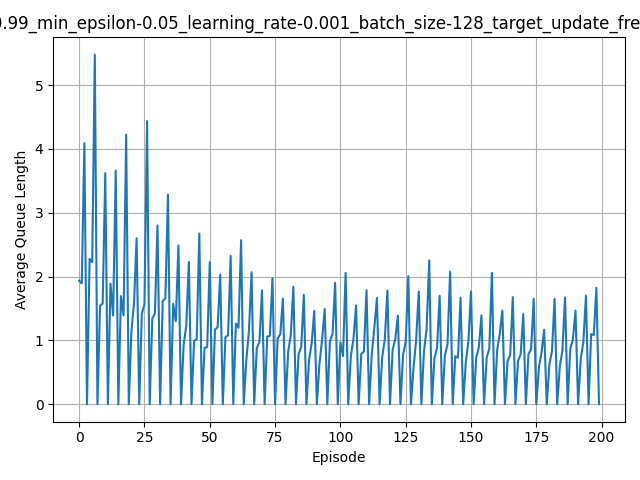 0.99_min_epsilon-0.05_learning_rate-0.001_batch_size-128_target_update_fre
Average Queue Length
5
4
3
2
1
0
0 25 50 75 100 125 150 175 200
Episode